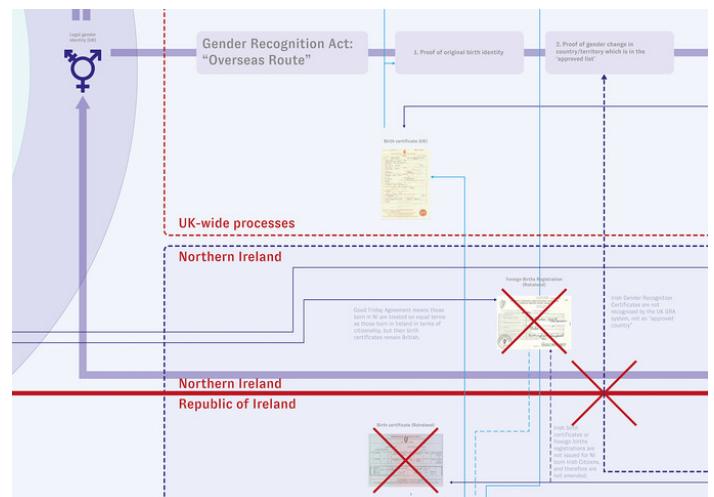 Legal gender
identity (UK)
Gender Recognition Act:
"Overseas Route"
1. Proof of original birth identity
2. Proof of gender change in
country/territory which is in the
'approved list'
Birth certificate (UK)
UK-wide processes
Northern Ireland
Foreign Births Registration
(RoIreland)
Good Friday Agreement means those
born in NI are treated on equal terms
as those born in Ireland in terms of
citizenship, but their birth
certificates remain British.
Irish Gender Recognition
Certificates are not
recognised by the UK GRA
system, not an 'approved
country'
Northern Ireland
Republic of Ireland
Birth certificate (RoIreland)
Irish birth
certificates or
foreign births
registrations are
not issued for NI
born Irish Citizens,
and therefore are
not amended.